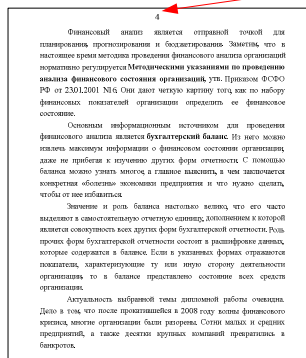 4
Финансовый анализ является отправной точкой для
планирования, прогнозирования и бюджетирования. Заметим, что в
настоящее время методика проведения финансового анализа организаций
нормативно регулируется Методическими указаниями по проведению
анализа финансового состояния организаций, утв. Приказом ФСФО
РФ от 23.01.2001 №16. Они дают четкую картину того, как по набору
финансовых показателей организации определить ее финансовое
состояние.
Основным информационным источником для проведения
финансового анализа является бухгалтерский баланс. Из него можно
извлечь максимум информации о финансовом состоянии организации,
даже не прибегая к изучению других форм отчетности. С помощью
баланса можно узнать многое, а главное выяснить, в чем заключается
конкретная «болезнь» экономики предприятия и что нужно сделать,
чтобы от нее избавиться.
Значение и роль баланса настолько велико, что его часто
выделяют в самостоятельную отчетную единицу, дополнением к которой
является совокупность всех других форм бухгалтерской отчетности. Роль
прочих форм бухгалтерской отчетности состоит в расшифровке данных,
которые содержатся в балансе. Если в указанных формах отражаются
показатели, характеризующие ту или иную сторону деятельности
организации, то в балансе представлено состояние всех средств
организации.
Актуальность выбранной темы дипломной работы очевидна.
Дело в том, что после прокатившейся в 2008 году волны финансового
кризиса, многие организации были разорены. Сотни малых и средних
предприятий, а также десятки крупных компаний превратились в
банкротов.